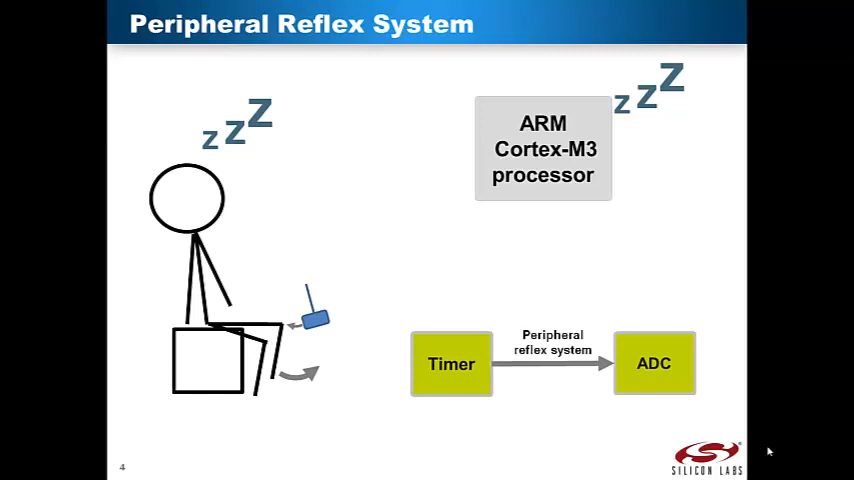 Peripheral Reflex System
z z z
z z z
ARM
Cortex-M3
processor
Peripheral
reflex system
Timer
ADC
4
SILICON LABS